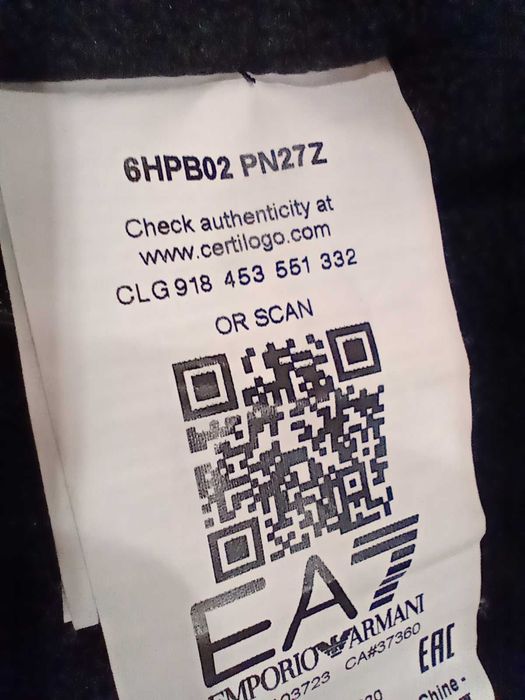 6HPB02 PN27Z
Check authenticity at
www.certilogo.com
CLG 918 453 551 332
OR SCAN
EA7
EMPORIO ARMANI
03723 CA#37360
EAC